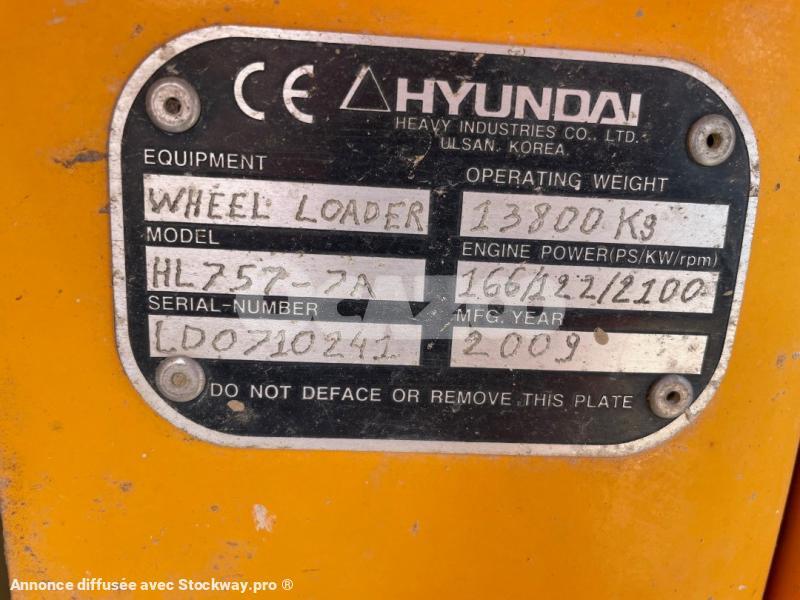 CE HYUNDAI
HEAVY INDUSTRIES CO., LTD.
ULSAN, KOREA
EQUIPMENT
WHEEL LOADER
OPERATING WEIGHT
13800 Kg
MODEL
HL757-7A
ENGINE POWER(PS/KW/rpm)
166/122/2100
SERIAL-NUMBER
LD0710241
MFG. YEAR
2009
DO NOT DEFACE OR REMOVE THIS PLATE
Annonce diffusée avec Stockway.pro ®